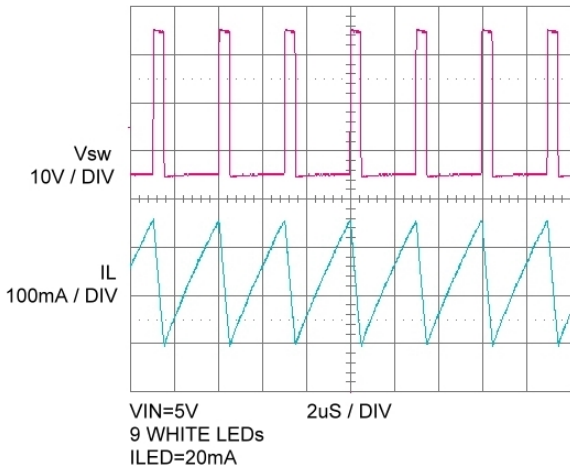 Vsw
10V / DIV
IL
100mA / DIV
VIN=5V 2uS / DIV
9 WHITE LEDs
ILED=20mA